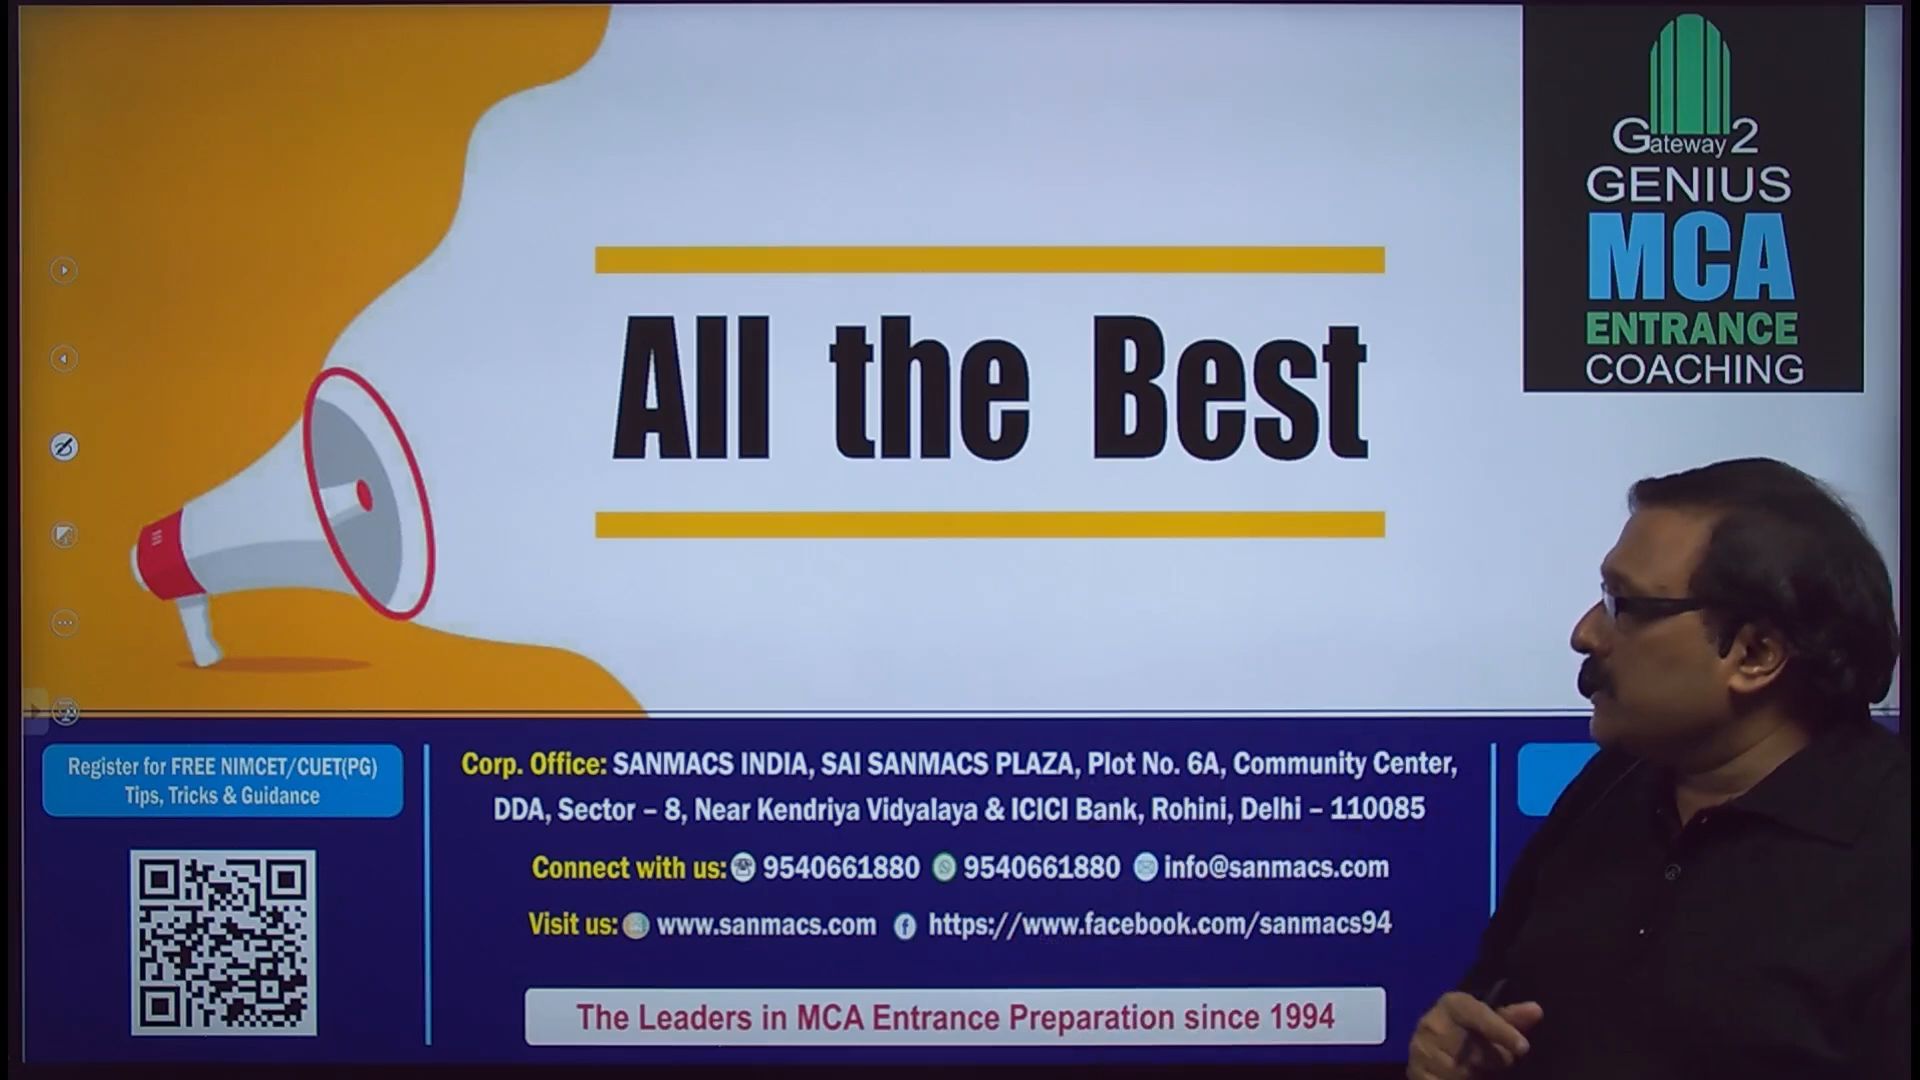 Gateway 2
GENIUS
MCA
ENTRANCE
COACHING
All the Best
Register for FREE NIMCET/CUET(PG)
Tips, Tricks & Guidance
Corp. Office: SANMACS INDIA, SAI SANMACS PLAZA, Plot No. 6A, Community Center,
DDA, Sector – 8, Near Kendriya Vidyalaya & ICICI Bank, Rohini, Delhi – 110085
Connect with us: 9540661880 9540661880 info@sanmacs.com
Visit us: www.sanmacs.com https://www.facebook.com/sanmacs94
The Leaders in MCA Entrance Preparation since 1994